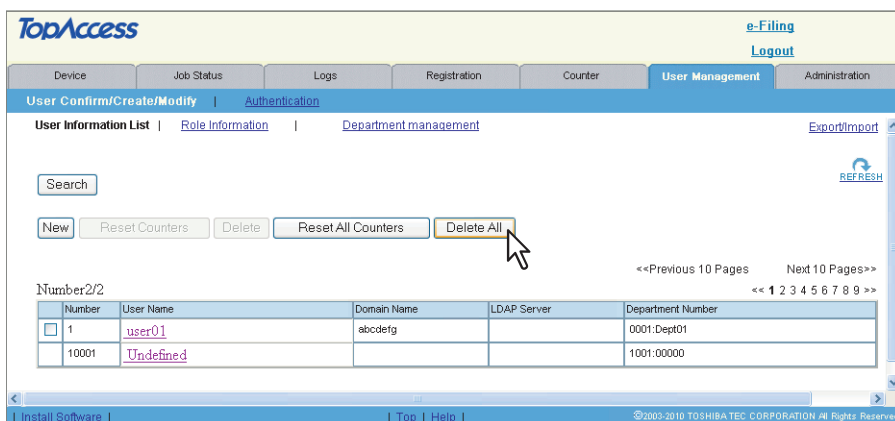 TopAccess
e-Filing
Logout
Device Job Status Logs Registration Counter User Management Administration
User Confirm/Create/Modify | Authentication
User Information List | Role Information | Department management Export/Import
REFRESH
Search
New Reset Counters Delete Reset All Counters Delete All
<<Previous 10 Pages Next 10 Pages>>
Number2/2 << 1 2 3 4 5 6 7 8 9 >>
Number User Name Domain Name LDAP Server Department Number
1 user01 abcdefg 0001:Dept01
10001 Undefined 1001:00000
| Install Software | | Top | Help | ©2003-2010 TOSHIBA TEC CORPORATION All Rights Reserve